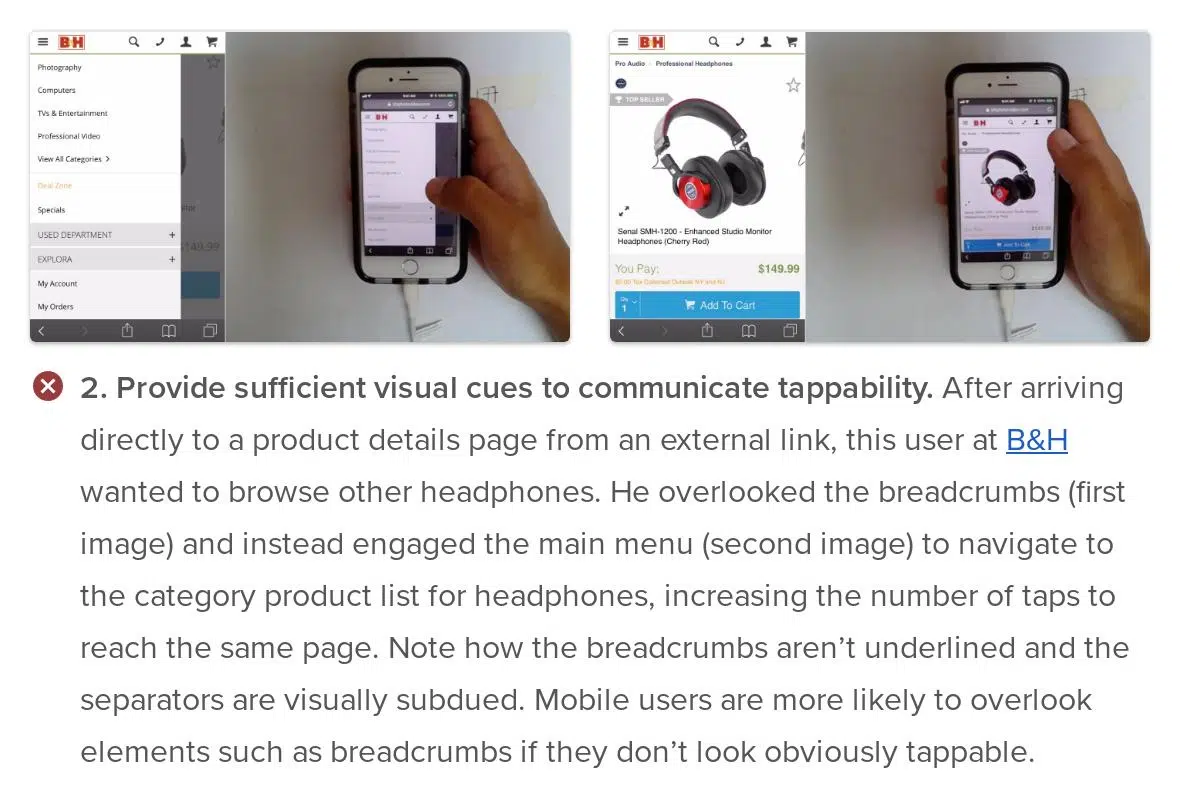 B&H
Photography
Computers
TVs & Entertainment
Professional Video
View All Categories >
Deal Zone
Specials
USED DEPARTMENT +
EXPLORA +
My Account
My Orders
$149.99
B&H
Pro Audio Professional Headphones
TOP SELLER
Senal SMH-1200 - Enhanced Studio Monitor
Headphones (Cherry Red)
You Pay: $149.99
$0.00 Tax Collected Outside NY and NJ
Qty
1
Add To Cart
2. Provide sufficient visual cues to communicate tappability. After arriving
directly to a product details page from an external link, this user at B&H
wanted to browse other headphones. He overlooked the breadcrumbs (first
image) and instead engaged the main menu (second image) to navigate to
the category product list for headphones, increasing the number of taps to
reach the same page. Note how the breadcrumbs aren’t underlined and the
separators are visually subdued. Mobile users are more likely to overlook
elements such as breadcrumbs if they don’t look obviously tappable.